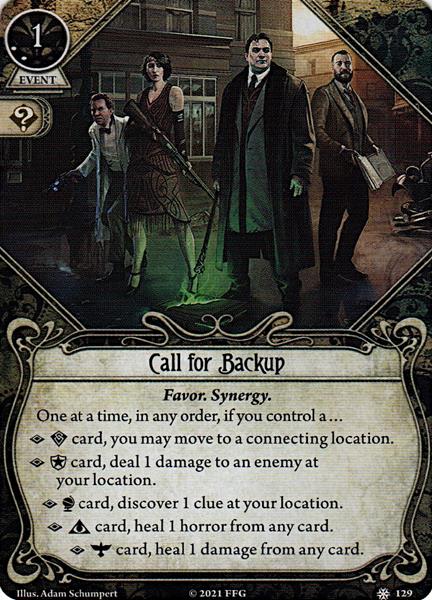 1
EVENT
?
Call for Backup
Favor. Synergy.
One at a time, in any order, if you control a…
card, you may move to a connecting location.
card, deal 1 damage to an enemy at
your location.
card, discover 1 clue at your location.
card, heal 1 horror from any card.
card, heal 1 damage from any card.
Illus. Adam Schumpert © 2021 FFG 129